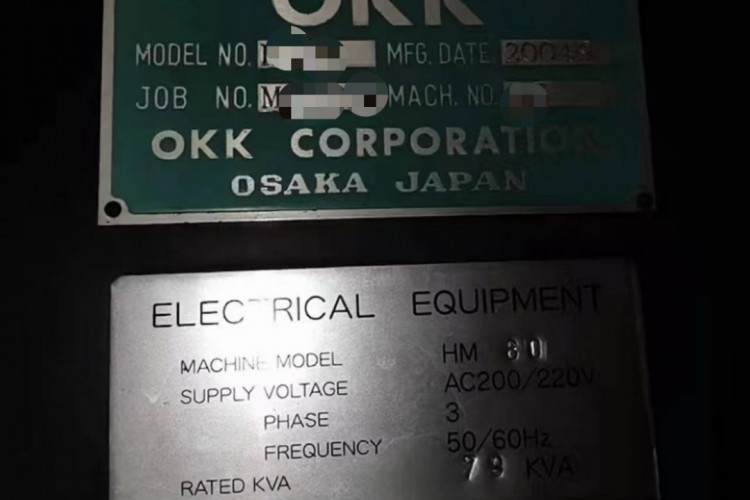 OKK
MODEL NO. MFG. DATE
JOB NO. M MACH. NO.
OKK CORPORATION
OSAKA JAPAN
ELECTRICAL EQUIPMENT
MACHINE MODEL HM
SUPPLY VOLTAGE AC200/220V
PHASE 3
FREQUENCY 50/60Hz
RATED KVA 79 KVA